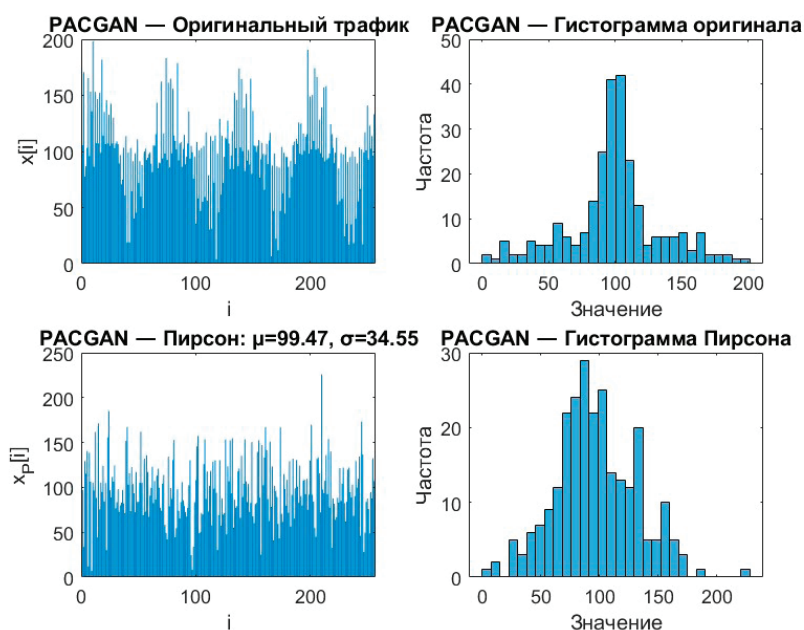 PACGAN — Оригинальный трафик
x[i]
200
150
100
50
0
0 100 200
i
PACGAN — Гистограмма оригинала
Частота
50
40
30
20
10
0
0 50 100 150 200
Значение
PACGAN — Пирсон: μ=99.47, σ=34.55
xP[i]
250
200
150
100
50
0
0 100 200
i
PACGAN — Гистограмма Пирсона
Частота
30
20
10
0
0 50 100 150 200
Значение